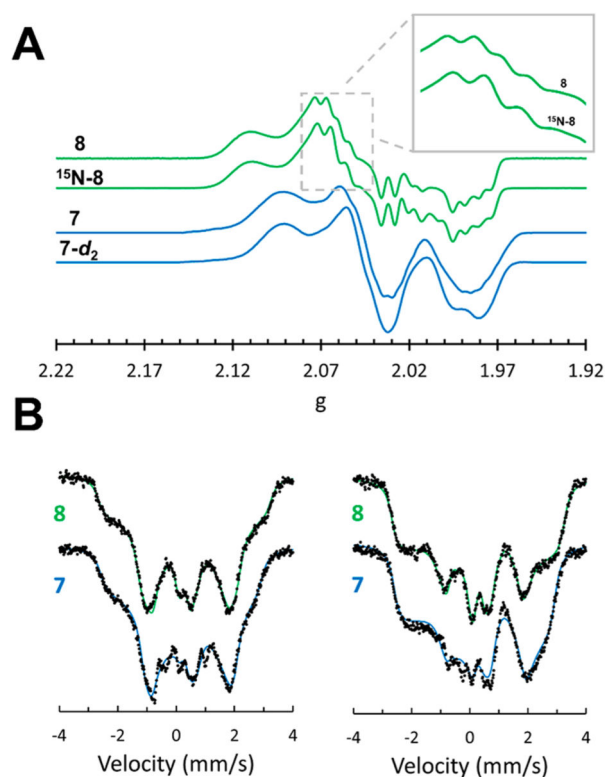 A
8
8
¹⁵N-8
¹⁵N-8
7
7-d₂
2.22 2.17 2.12 2.07 2.02 1.97 1.92
g
B
8 8
7 7
-4 -2 0 2 4 -4 -2 0 2 4
Velocity (mm/s) Velocity (mm/s)